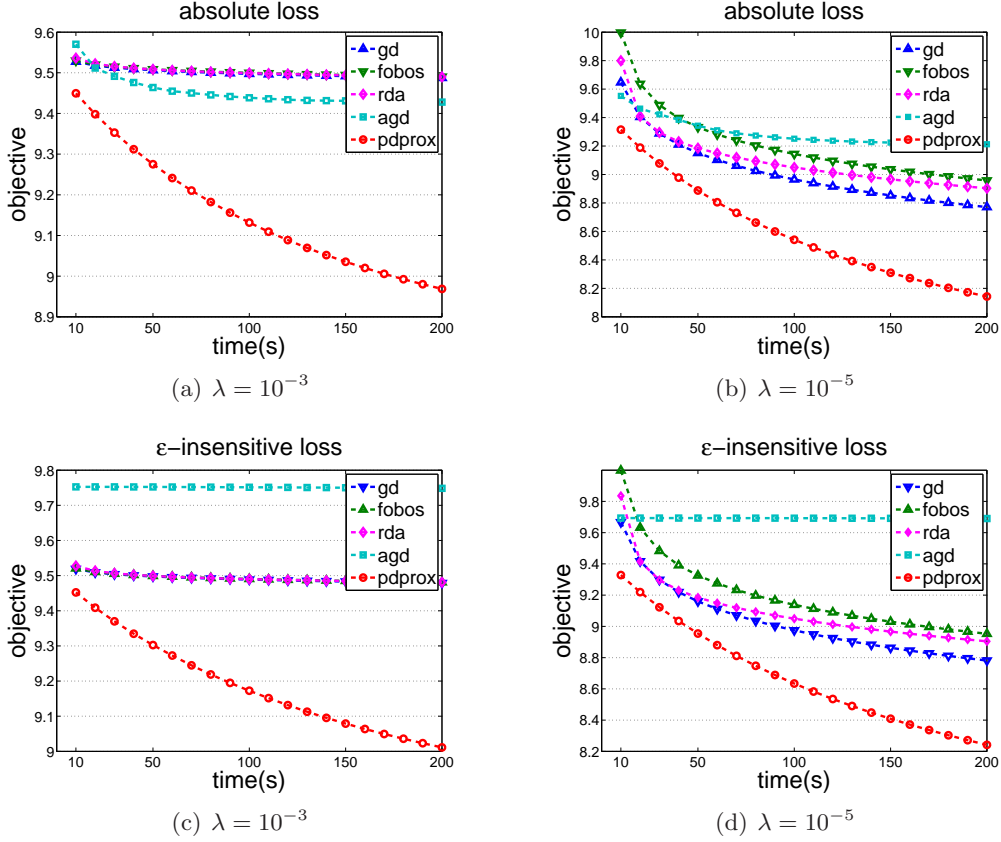 absolute loss
9.6
9.5
9.4
9.3
9.2
9.1
9
8.9
10
50
100
150
200
time(s)
objective
gd
fobos
rda
agd
pdprox
(a) λ = 10⁻³
absolute loss
10
9.8
9.6
9.4
9.2
9
8.8
8.6
8.4
8.2
8
10
50
100
150
200
time(s)
objective
gd
fobos
rda
agd
pdprox
(b) λ = 10⁻⁵
ε−insensitive loss
9.8
9.7
9.6
9.5
9.4
9.3
9.2
9.1
9
10
50
100
150
200
time(s)
objective
gd
fobos
rda
agd
pdprox
(c) λ = 10⁻³
ε−insensitive loss
9.8
9.6
9.4
9.2
9
8.8
8.6
8.4
8.2
10
50
100
150
200
time(s)
objective
gd
fobos
rda
agd
pdprox
(d) λ = 10⁻⁵